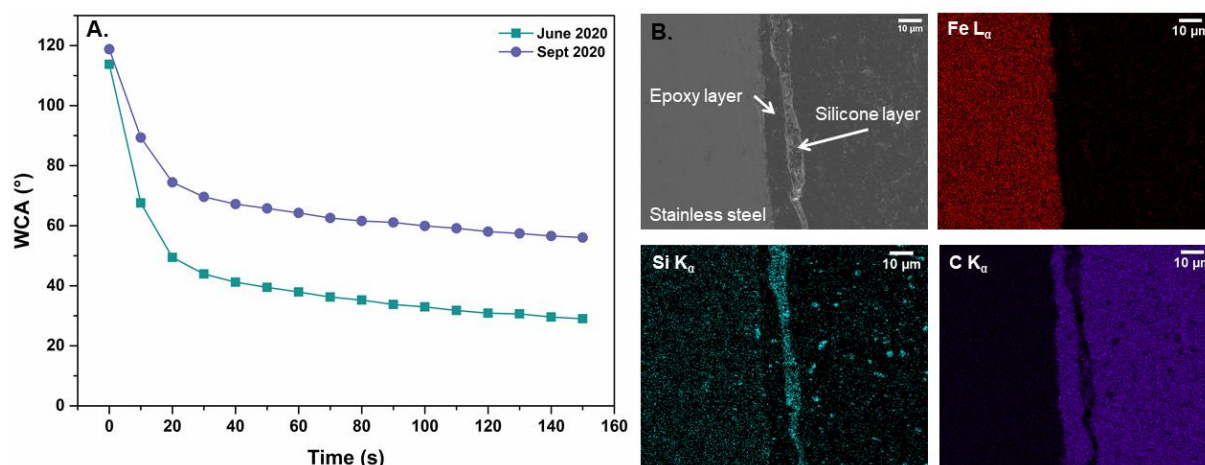 A.
June 2020
Sept 2020
120
100
80
60
40
20
0
WCA (°)
0 20 40 60 80 100 120 140 160
Time (s)
B.
10 µm
Epoxy layer
Silicone layer
Stainless steel
Fe Lα
10 µm
Si Kα
10 µm
C Kα
10 µm